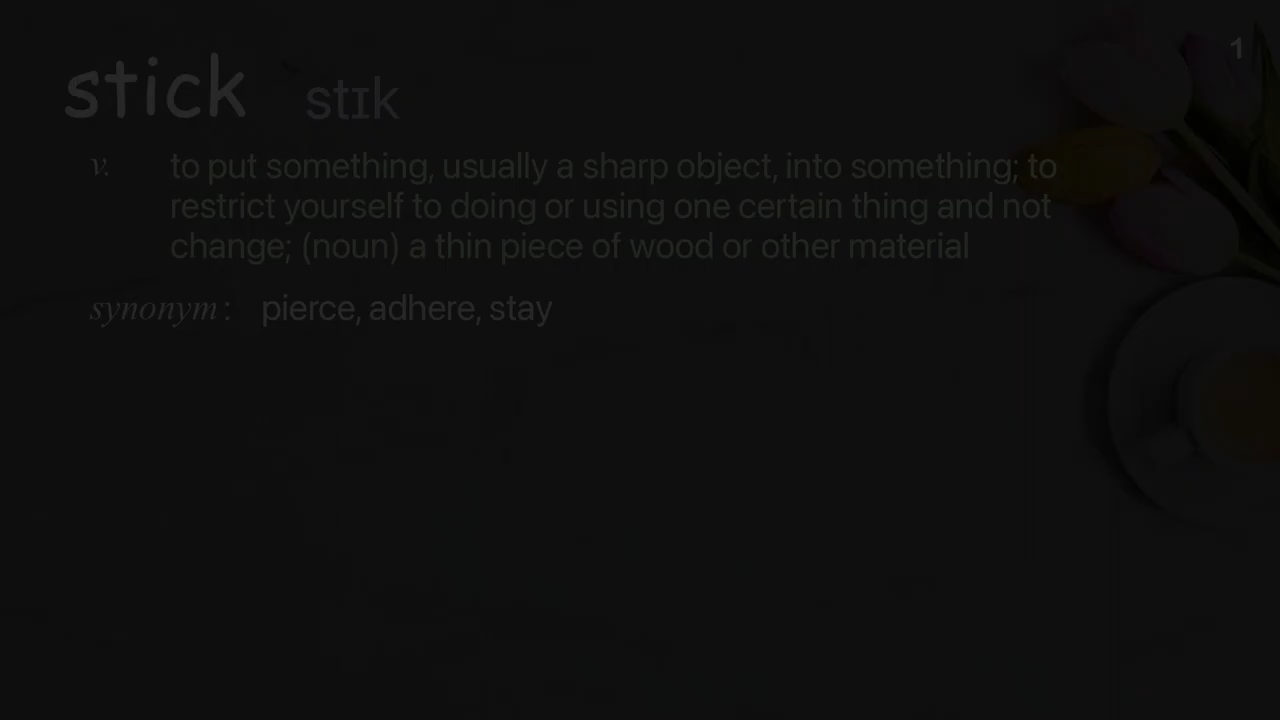 1
stick stɪk
v. to put something, usually a sharp object, into something; to
restrict yourself to doing or using one certain thing and not
change; (noun) a thin piece of wood or other material
synonym : pierce, adhere, stay